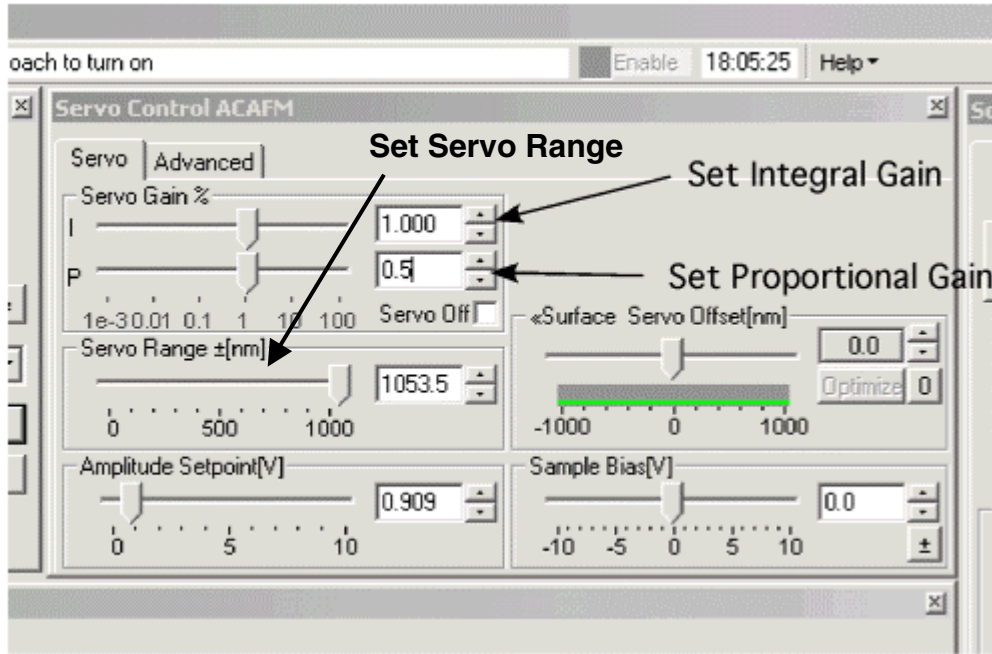 oach to turn on Enable 18:05:25 Help
Servo Control ACAFM
Set Servo Range
Servo Advanced
Set Integral Gain
Servo Gain %
I 1.000
P 0.5
Set Proportional Gain
1e-3 0.01 0.1 1 10 100 Servo Off
«Surface Servo Offset[nm]
0.0
Optimize 0
-1000 0 1000
Servo Range ±[nm]
1053.5
0 500 1000
Amplitude Setpoint[V]
0.909
0 5 10
Sample Bias[V]
0.0
-10 -5 0 5 10 ±